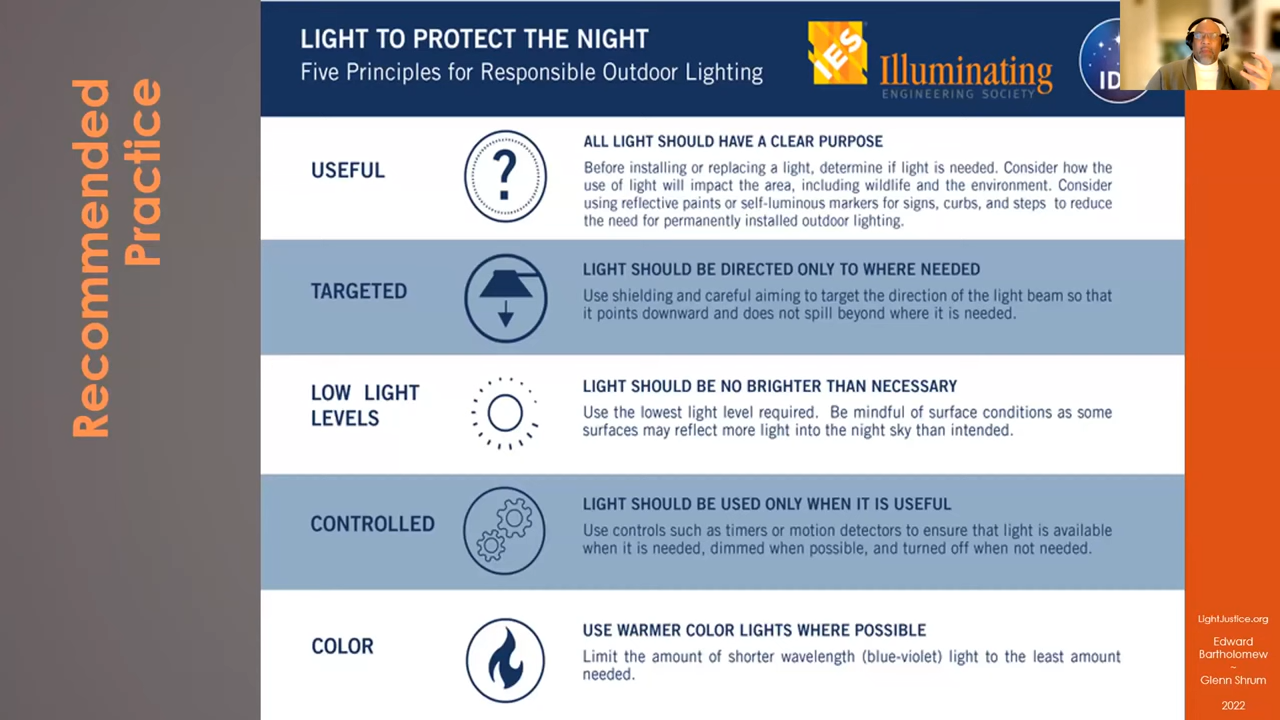 Recommended
Practice
LIGHT TO PROTECT THE NIGHT
Five Principles for Responsible Outdoor Lighting
IES
Illuminating
ENGINEERING SOCIETY
ID
USEFUL
?
ALL LIGHT SHOULD HAVE A CLEAR PURPOSE
Before installing or replacing a light, determine if light is needed. Consider how the
use of light will impact the area, including wildlife and the environment. Consider
using reflective paints or self-luminous markers for signs, curbs, and steps to reduce
the need for permanently installed outdoor lighting.
TARGETED
LIGHT SHOULD BE DIRECTED ONLY TO WHERE NEEDED
Use shielding and careful aiming to target the direction of the light beam so that
it points downward and does not spill beyond where it is needed.
LOW LIGHT
LEVELS
LIGHT SHOULD BE NO BRIGHTER THAN NECESSARY
Use the lowest light level required. Be mindful of surface conditions as some
surfaces may reflect more light into the night sky than intended.
CONTROLLED
LIGHT SHOULD BE USED ONLY WHEN IT IS USEFUL
Use controls such as timers or motion detectors to ensure that light is available
when it is needed, dimmed when possible, and turned off when not needed.
COLOR
USE WARMER COLOR LIGHTS WHERE POSSIBLE
Limit the amount of shorter wavelength (blue-violet) light to the least amount
needed.
LightJustice.org
Edward
Bartholomew
~
Glenn Shrum
2022